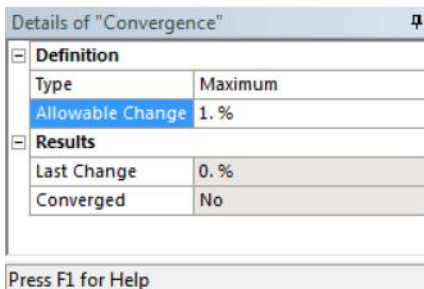 Details of "Convergence"
Definition
Type Maximum
Allowable Change 1. %
Results
Last Change 0. %
Converged No
Press F1 for Help